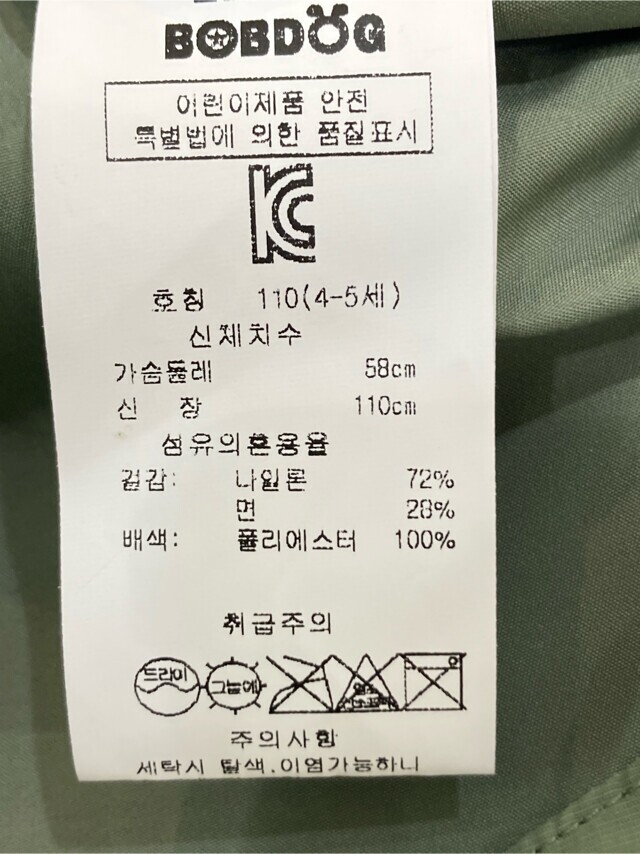 BOBDOG
어린이제품 안전
특별법에 의한 품질표시
호칭 110(4-5세)
신체치수
가슴둘레 58cm
신 장 110cm
섬유의혼용율
겉감: 나일론 72%
면 28%
배색: 폴리에스터 100%
취급주의
드라이
그늘에
주의사항
세탁시 탈색.이염가능하니